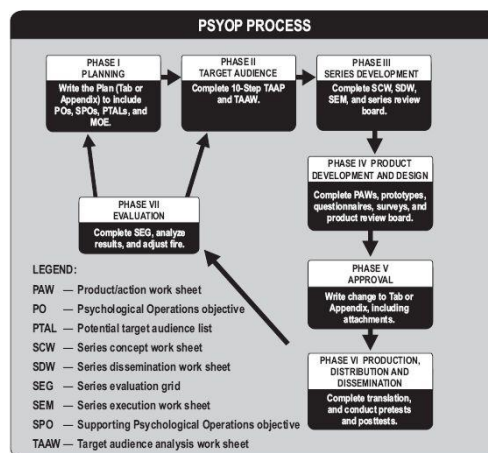 PSYOP PROCESS
PHASE I
PLANNING
Write the Plan (Tab or
Appendix) to include
POs, SPOs, PTALs, and
MOE.
PHASE II
TARGET AUDIENCE
Complete 10-Step TAAP
and TAAW.
PHASE III
SERIES DEVELOPMENT
Complete SCW, SDW,
SEM, and series review
board.
PHASE IV PRODUCT
DEVELOPMENT AND DESIGN
Complete PAWs, prototypes,
questionnaires, surveys, and
product review board.
PHASE V
APPROVAL
Write change to Tab or
Appendix, including
attachments.
PHASE VI PRODUCTION,
DISTRIBUTION AND
DISSEMINATION
Complete translation,
and conduct pretests
and posttests.
PHASE VII
EVALUATION
Complete SEG, analyze
results, and adjust fire.
LEGEND:
PAW — Product/action work sheet
PO — Psychological Operations objective
PTAL — Potential target audience list
SCW — Series concept work sheet
SDW — Series dissemination work sheet
SEG — Series evaluation grid
SEM — Series execution work sheet
SPO — Supporting Psychological Operations objective
TAAW — Target audience analysis work sheet